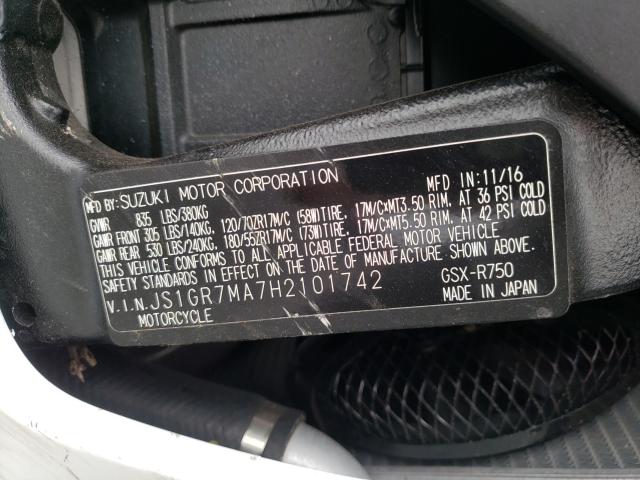 MFD BY:SUZUKI MOTOR CORPORATION MFD IN:11/16
GVWR 835 LBS/380KG
GAWR FRONT 305 LBS/140KG, 120/70ZR17M/C (58W)TIRE, 17M/C×MT3.50 RIM, AT 36 PSI COLD
GAWR REAR 530 LBS/240KG, 180/55ZR17M/C (73W)TIRE, 17M/C×MT5.50 RIM, AT 42 PSI COLD
THIS VEHICLE CONFORMS TO ALL APPLICABLE FEDERAL MOTOR VEHICLE
SAFETY STANDARDS IN EFFECT ON THE DATE OF MANUFACTURE SHOWN ABOVE.
V.I.N.JS1GR7MA7H2101742 GSX-R750
MOTORCYCLE MADE IN JAPAN